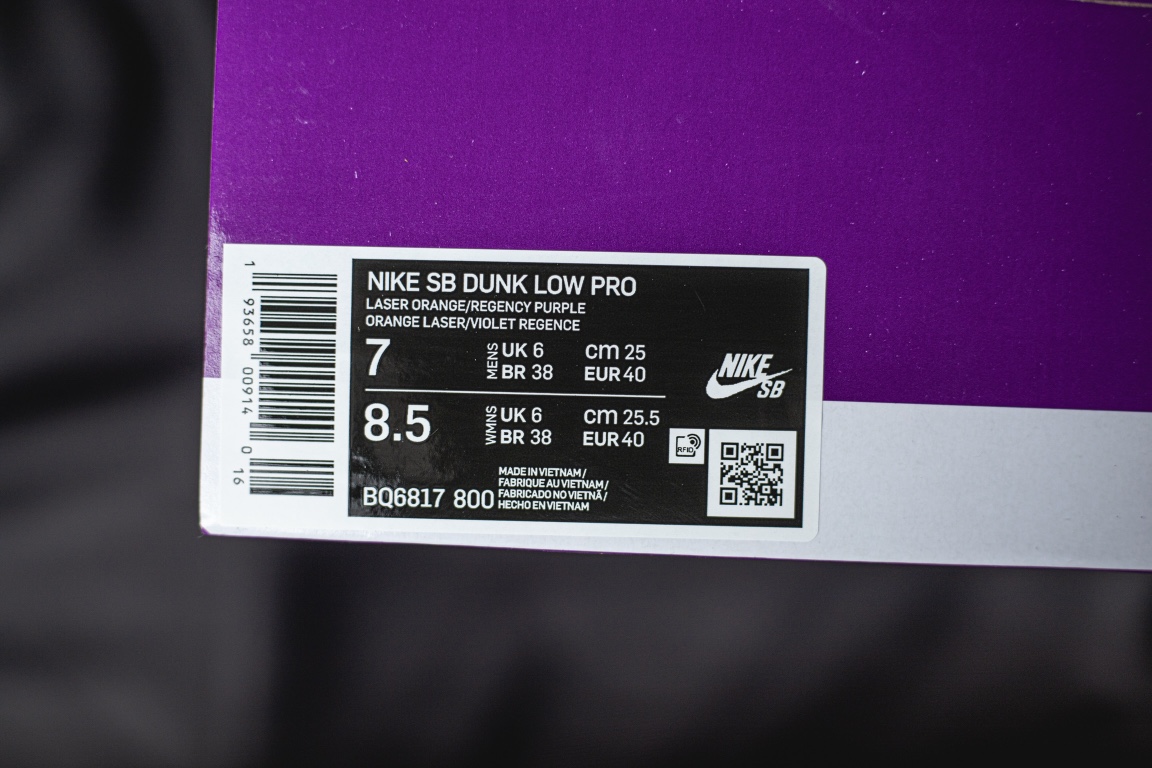 1 93658 00914 0 16
NIKE SB DUNK LOW PRO
LASER ORANGE/REGENCY PURPLE
ORANGE LASER/VIOLET REGENCE
7 MENS UK 6 cm 25
BR 38 EUR 40
8.5 WMNS UK 6 cm 25.5
BR 38 EUR 40
NIKE
SB
RFID
BQ6817 800
MADE IN VIETNAM /
FABRIQUE AU VIETNAM /
FABRICADO NO VIETNÃ /
HECHO EN VIETNAM